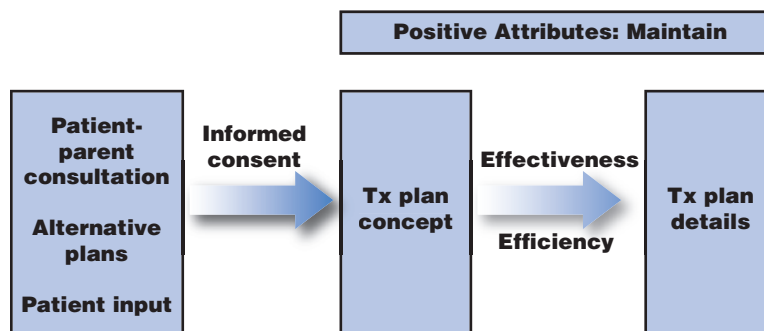 Positive Attributes: Maintain
Patient-
parent
consultation
Alternative
plans
Patient input
Informed
consent
Tx plan
concept
Effectiveness
Efficiency
Tx plan
details